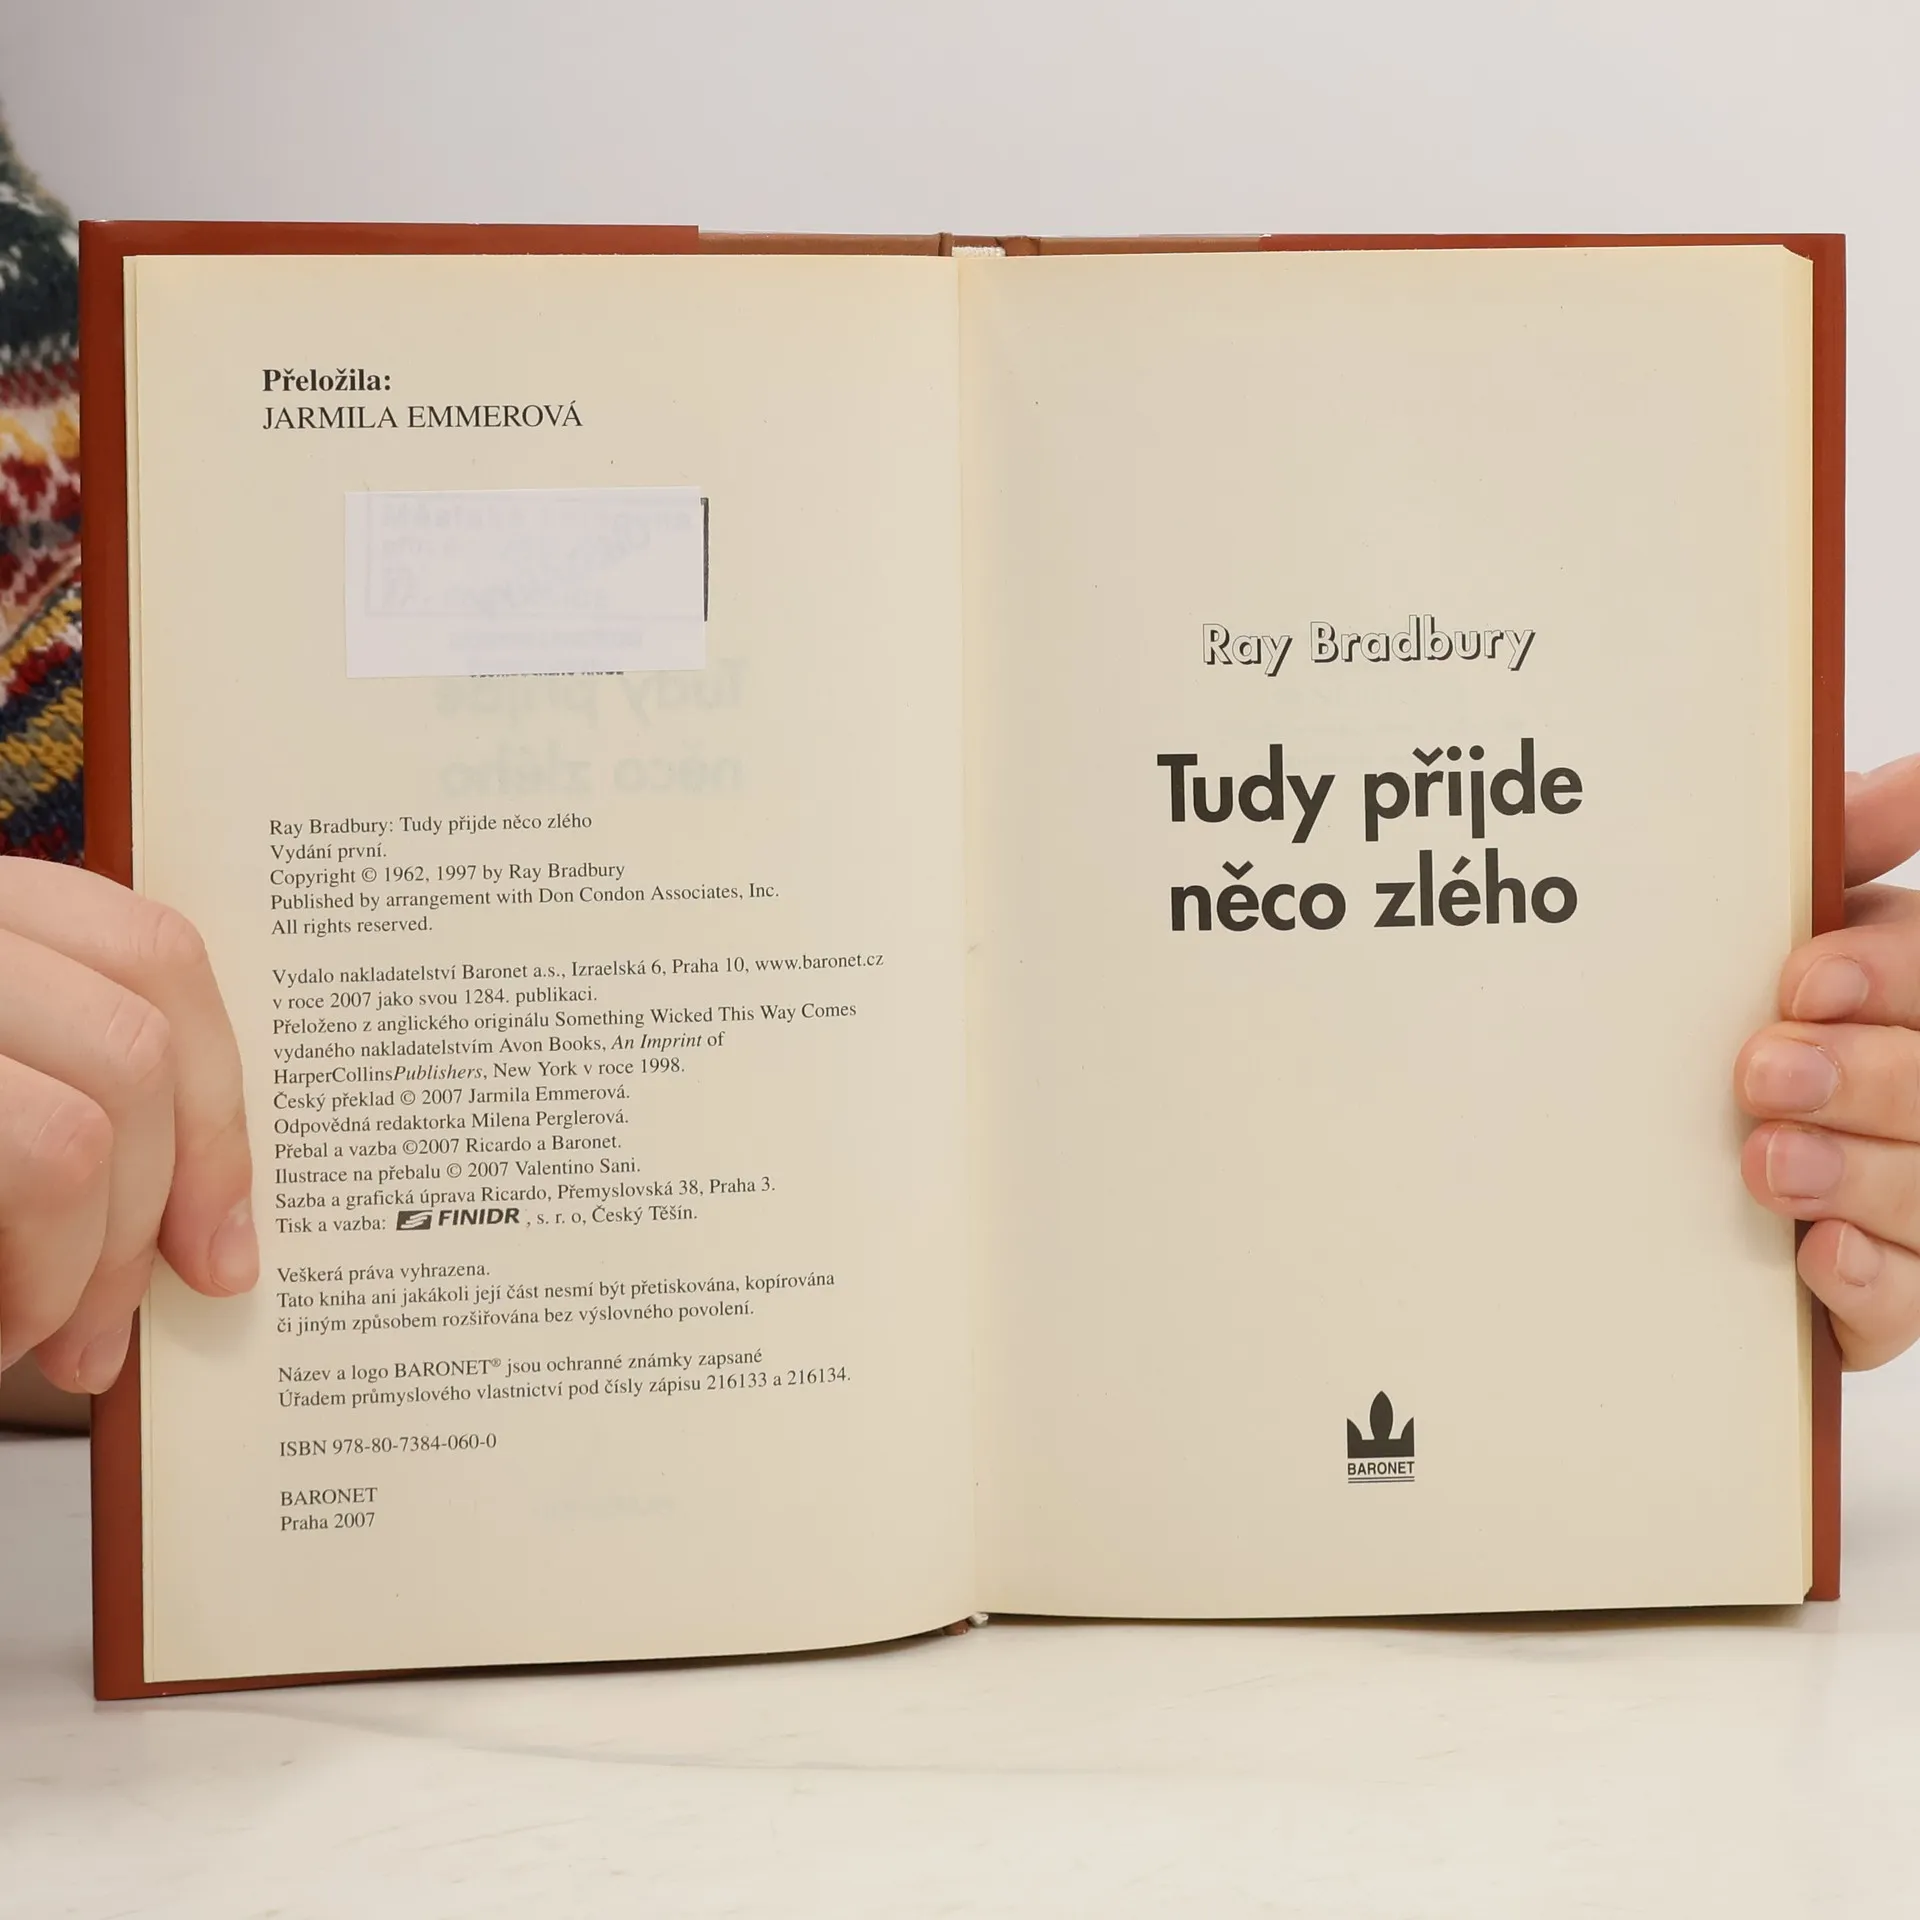 Přeložila:
JARMILA EMMEROVÁ
Ray Bradbury: Tudy přijde něco zlého
Vydání první.
Copyright © 1962, 1997 by Ray Bradbury
Published by arrangement with Don Condon Associates, Inc.
All rights reserved.
Vydalo nakladatelství Baronet a.s., Izraelská 6, Praha 10, www.baronet.cz
v roce 2007 jako svou 1284. publikaci.
Přeloženo z anglického originálu Something Wicked This Way Comes
vydaného nakladatelstvím Avon Books, An Imprint of
HarperCollinsPublishers, New York v roce 1998.
Český překlad © 2007 Jarmila Emmerová.
Odpovědná redaktorka Milena Perglerová.
Přebal a vazba ©2007 Ricardo a Baronet.
Ilustrace na přebalu © 2007 Valentino Sani.
Sazba a grafická úprava Ricardo, Přemyslovská 38, Praha 3.
Tisk a vazba: FINIDR, s. r. o, Český Těšín.
Veškerá práva vyhrazena.
Tato kniha ani jakákoli její část nesmí být přetiskována, kopírována
či jiným způsobem rozšiřována bez výslovného povolení.
Název a logo BARONET® jsou ochranné známky zapsané
Úřadem průmyslového vlastnictví pod čísly zápisu 216133 a 216134.
ISBN 978-80-7384-060-0
BARONET
Praha 2007
Ray Bradbury
Tudy přijde
něco zlého
BARONET